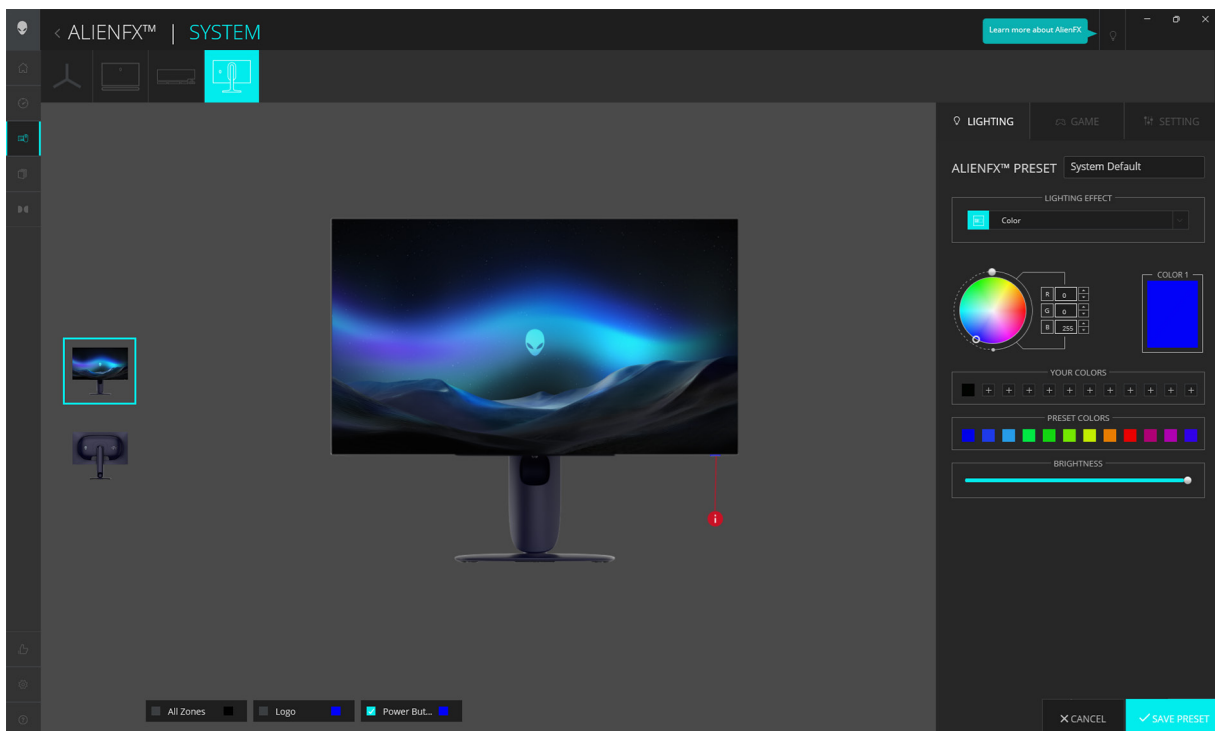 ALIENFX™ | SYSTEM
Learn more about AlienFX
LIGHTING
GAME
SETTING
ALIENFX™ PRESET
System Default
LIGHTING EFFECT
Color
R 0
G 0
B 255
COLOR 1
YOUR COLORS
PRESET COLORS
BRIGHTNESS
All Zones
Logo
Power But...
CANCEL
SAVE PRESET